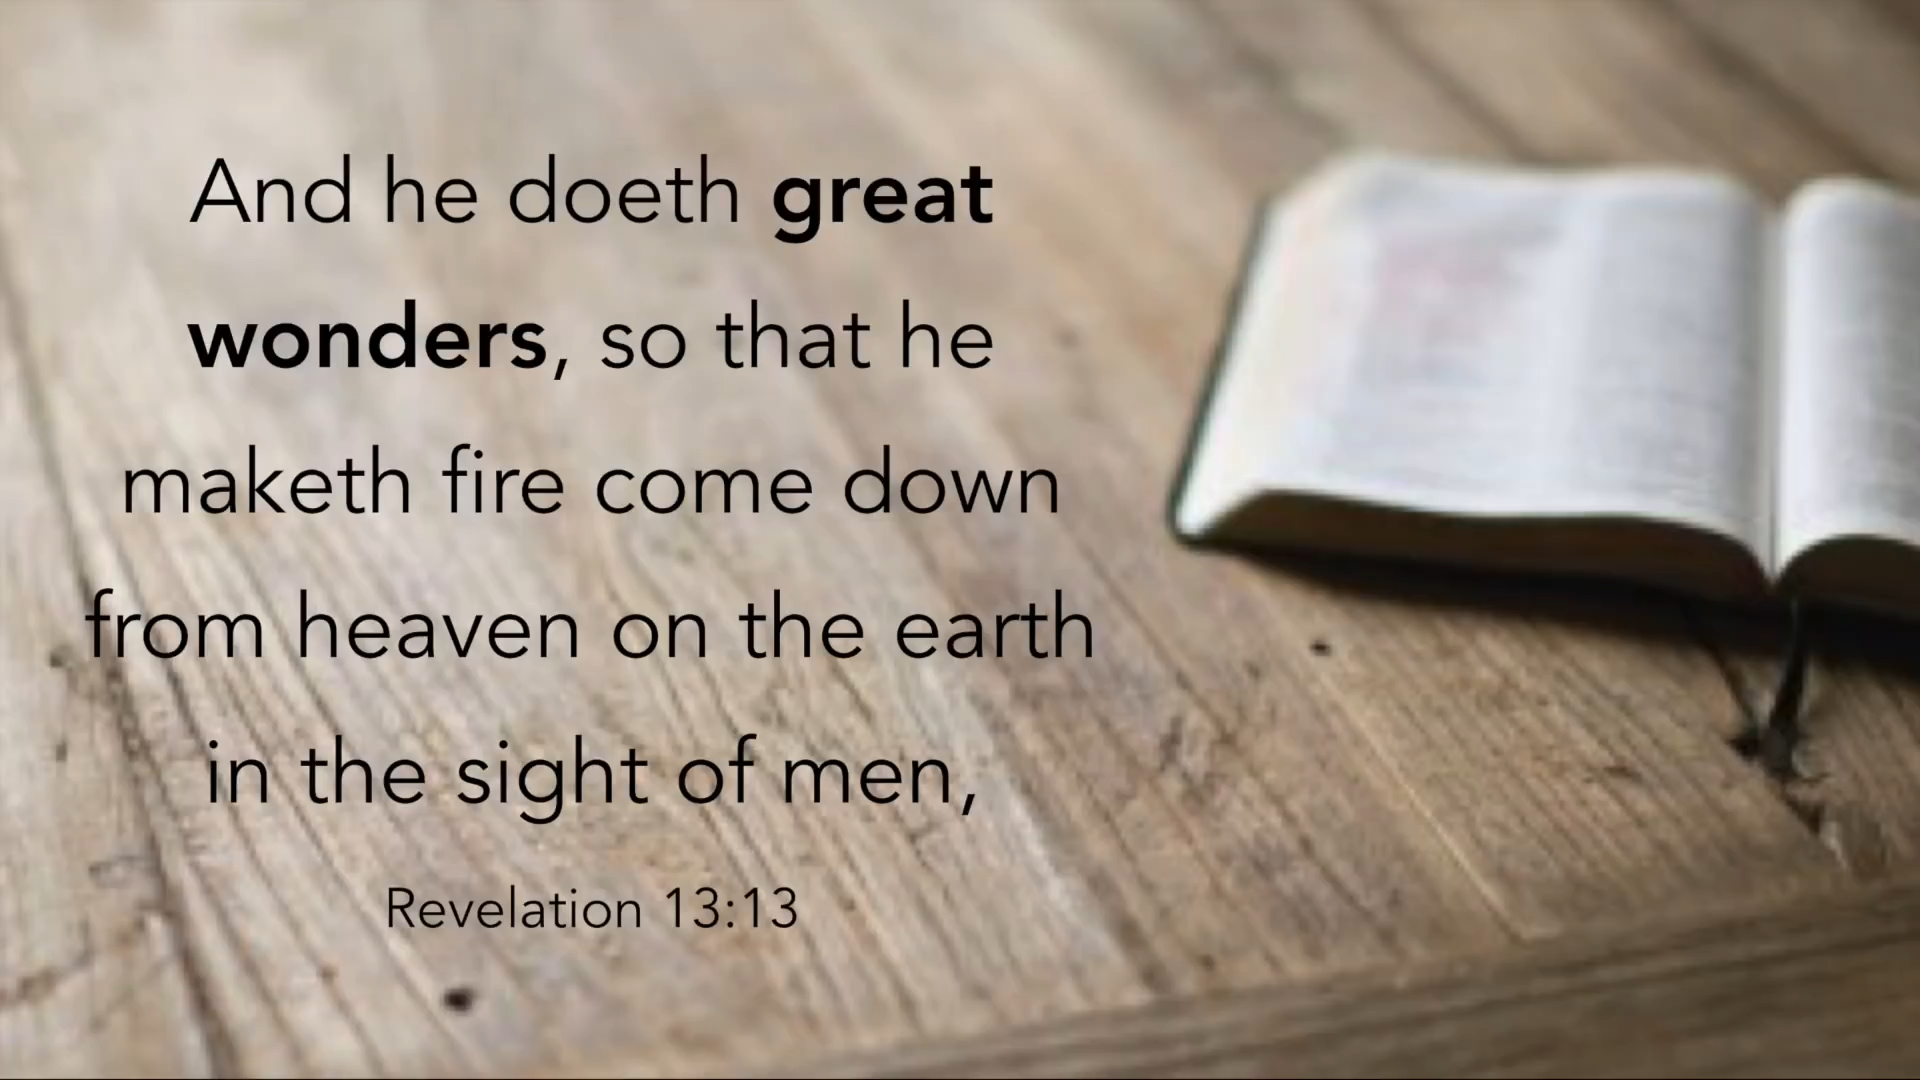 And he doeth great
wonders, so that he
maketh fire come down
from heaven on the earth
in the sight of men,
Revelation 13:13